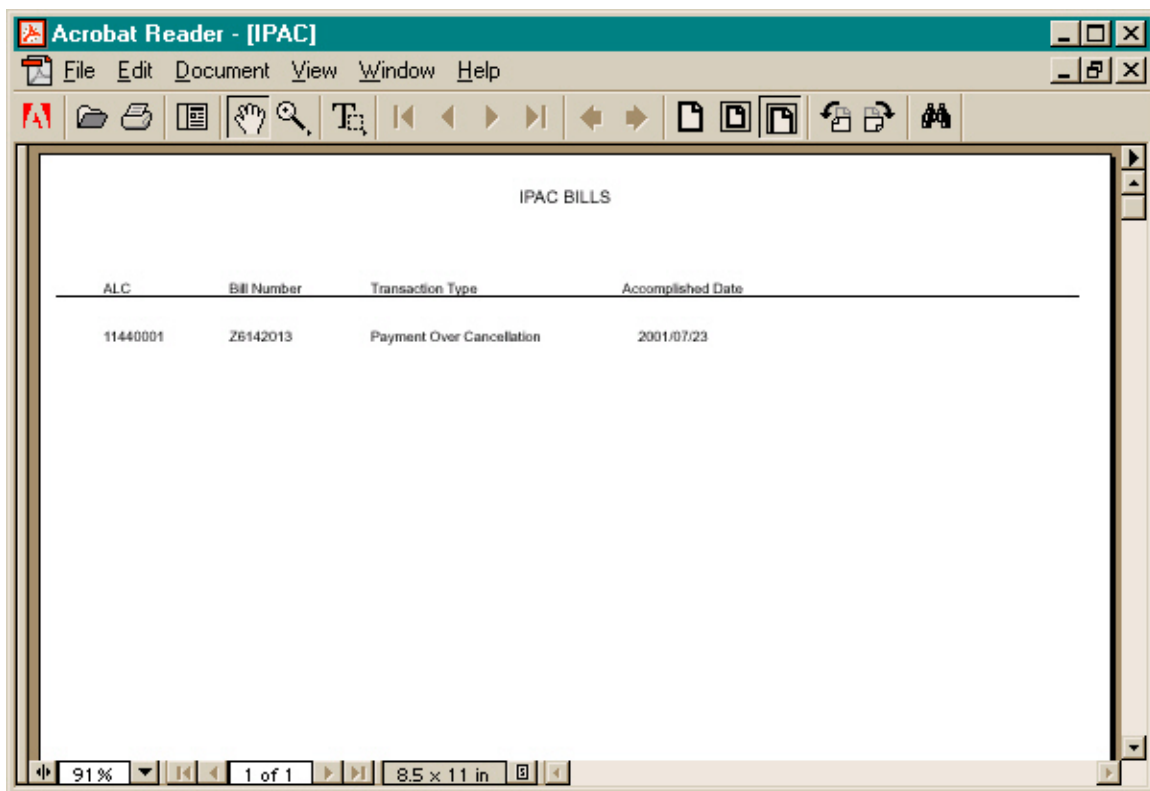 Acrobat Reader - [IPAC]
File Edit Document View Window Help
IPAC BILLS
ALC Bill Number Transaction Type Accomplished Date
11440001 Z6142013 Payment Over Cancellation 2001/07/23
91% 1 of 1 8.5 x 11 in